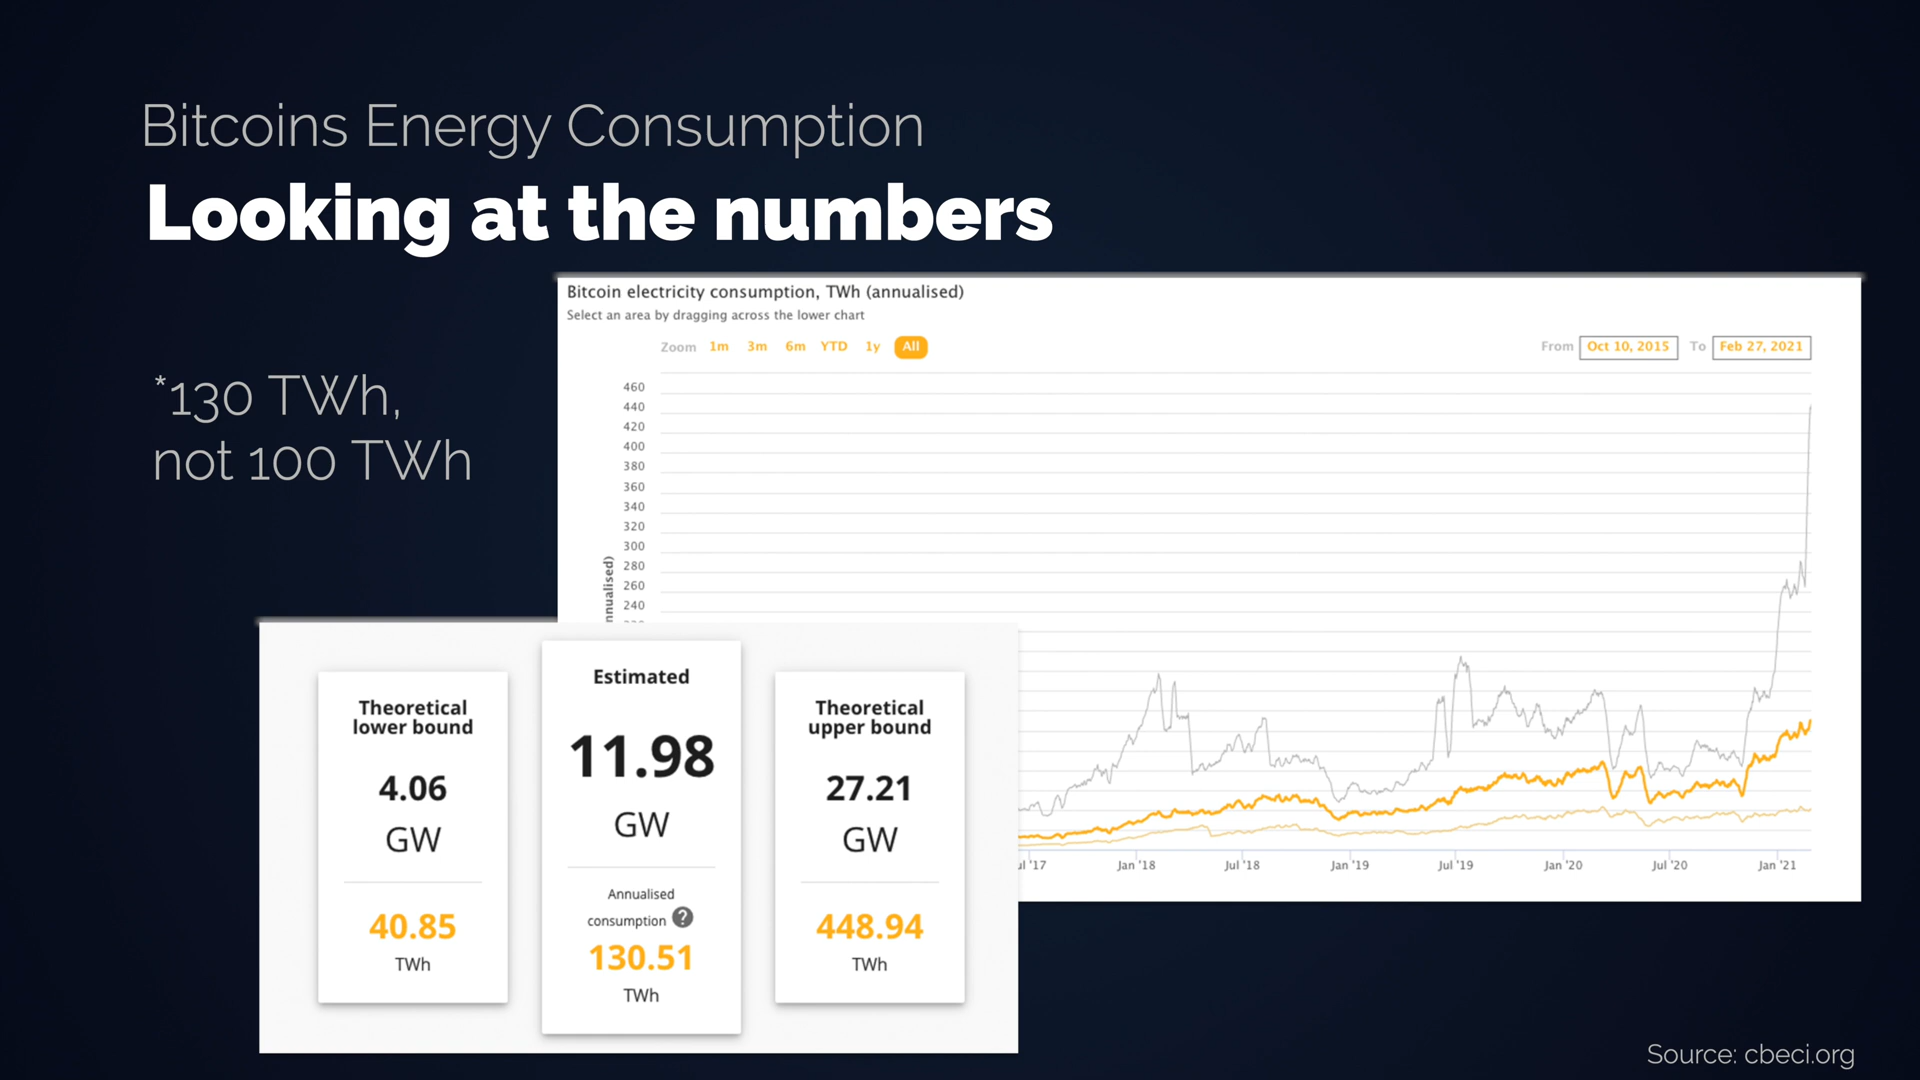 Bitcoins Energy Consumption
Looking at the numbers
*130 TWh,
not 100 TWh
Bitcoin electricity consumption, TWh (annualised)
Select an area by dragging across the lower chart
Zoom 1m 3m 6m YTD 1y All
From Oct 10, 2015 To Feb 27, 2021
460
440
420
400
380
360
340
320
300
280
260
240
nnualised)
ul '17 Jan '18 Jul '18 Jan '19 Jul '19 Jan '20 Jul '20 Jan '21
Theoretical
lower bound
4.06
GW
40.85
TWh
Estimated
11.98
GW
Annualised
consumption ?
130.51
TWh
Theoretical
upper bound
27.21
GW
448.94
TWh
Source: cbeci.org